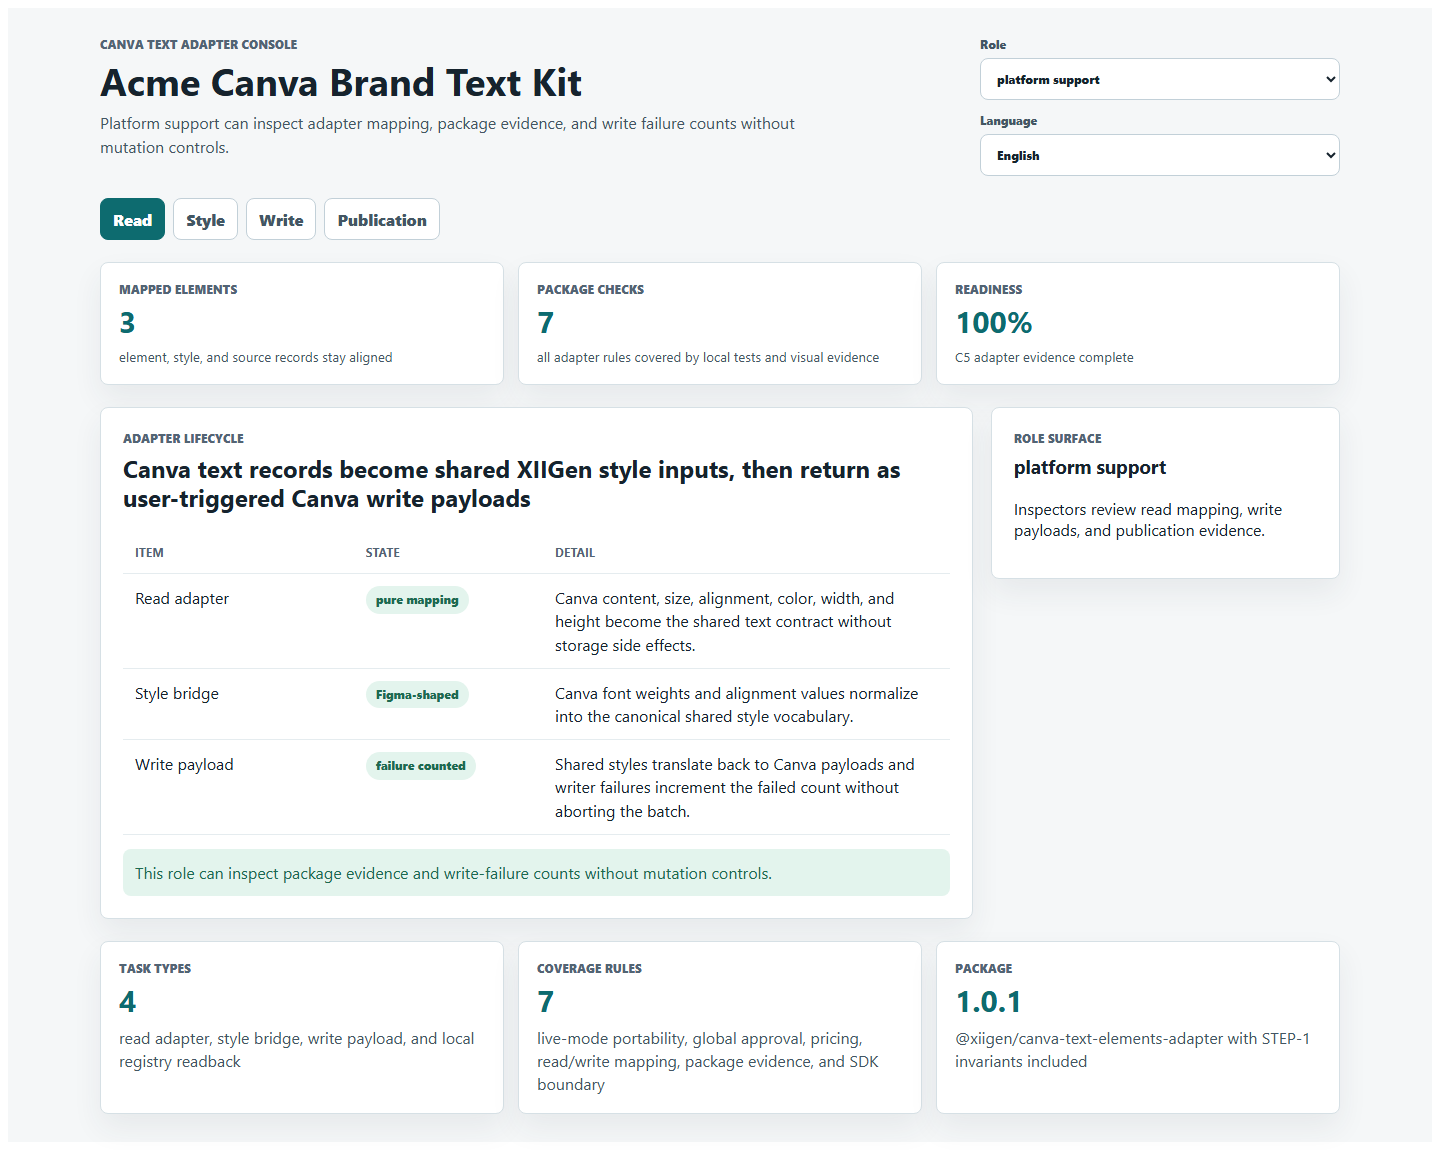 CANVA TEXT ADAPTER CONSOLE
Acme Canva Brand Text Kit
Platform support can inspect adapter mapping, package evidence, and write failure counts without
mutation controls.
Role
platform support
Language
English
Read
Style
Write
Publication
MAPPED ELEMENTS
3
element, style, and source records stay aligned
PACKAGE CHECKS
7
all adapter rules covered by local tests and visual evidence
READINESS
100%
C5 adapter evidence complete
ADAPTER LIFECYCLE
Canva text records become shared XIIGen style inputs, then return as
user-triggered Canva write payloads
ITEM STATE DETAIL
Read adapter
pure mapping
Canva content, size, alignment, color, width, and
height become the shared text contract without
storage side effects.
Style bridge
Figma-shaped
Canva font weights and alignment values normalize
into the canonical shared style vocabulary.
Write payload
failure counted
Shared styles translate back to Canva payloads and
writer failures increment the failed count without
aborting the batch.
This role can inspect package evidence and write-failure counts without mutation controls.
ROLE SURFACE
platform support
Inspectors review read mapping, write
payloads, and publication evidence.
TASK TYPES
4
read adapter, style bridge, write payload, and local
registry readback
COVERAGE RULES
7
live-mode portability, global approval, pricing,
read/write mapping, package evidence, and SDK
boundary
PACKAGE
1.0.1
@xiigen/canva-text-elements-adapter with STEP-1
invariants included